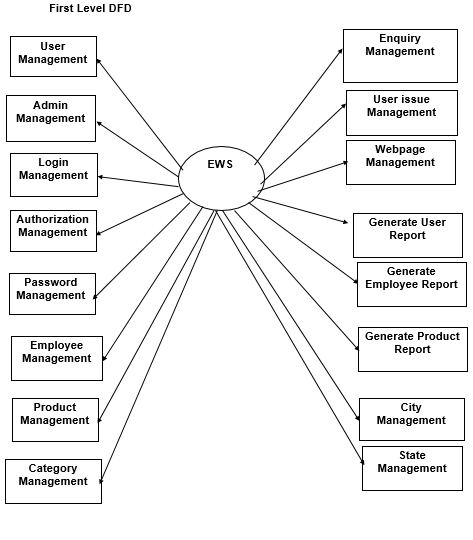 First Level DFD
User
Management
Admin
Management
Login
Management
Authorization
Management
Password
Management
Employee
Management
Product
Management
Category
Management
EWS
Enquiry
Management
User issue
Management
Webpage
Management
Generate User
Report
Generate
Employee Report
Generate Product
Report
City
Management
State
Management